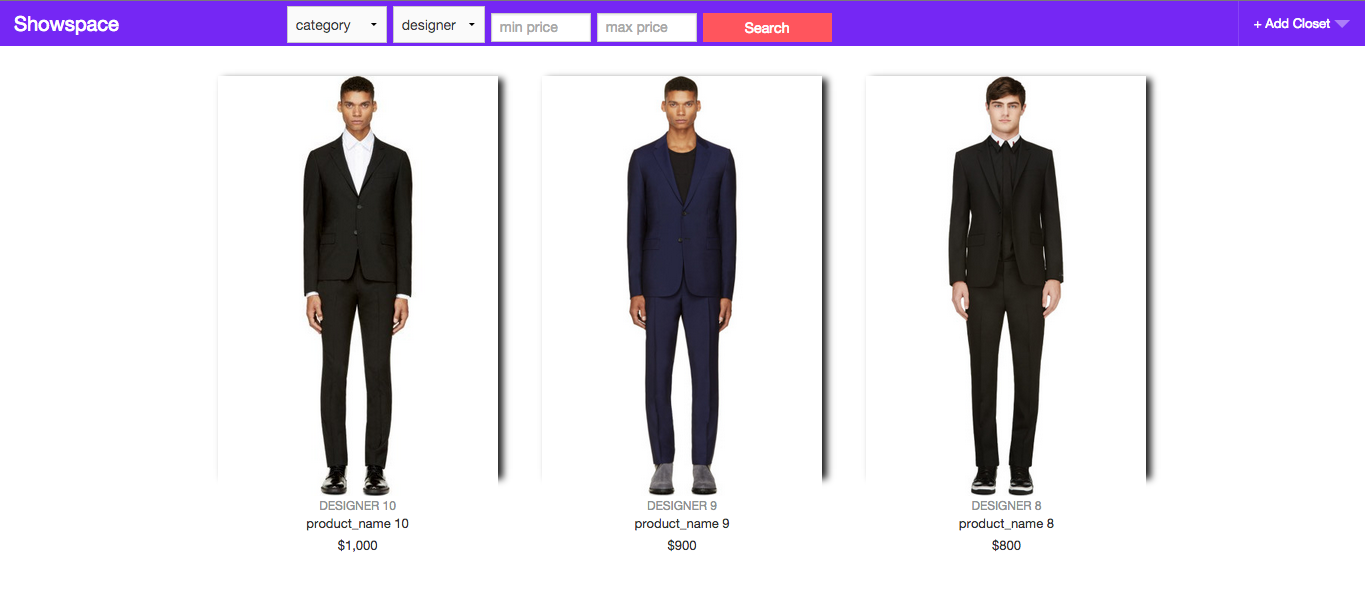 Showspace
category
designer
min price
max price
Search
+ Add Closet
DESIGNER 10
product_name 10
$1,000
DESIGNER 9
product_name 9
$900
DESIGNER 8
product_name 8
$800